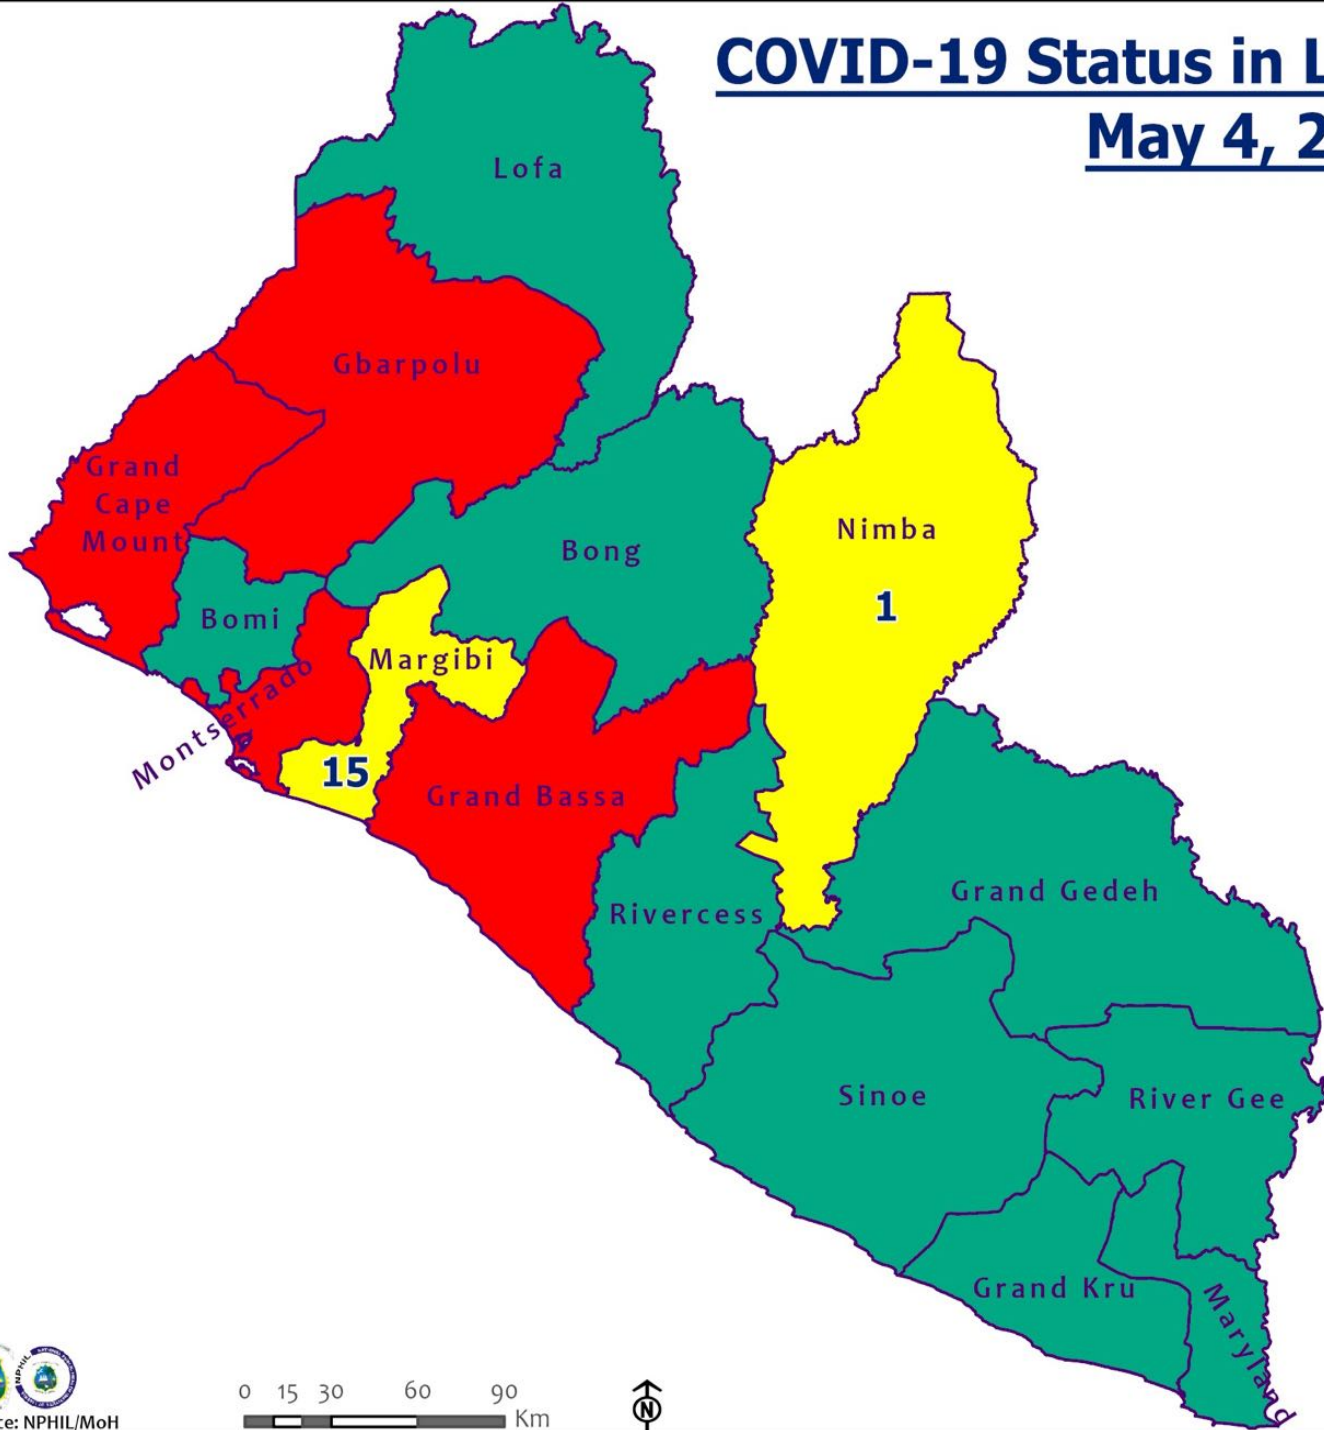 COVID-19 Status in L
May 4, 2
Lofa
Gbarpolu
Grand
Cape
Mount
Nimba
1
Bong
Bomi
Margibi
Montserrado
15
Grand Bassa
Rivercess
Grand Gedeh
Sinoe
River Gee
Grand Kru
Maryland
NPHIL
0 15 30 60 90
Km
N
ce: NPHIL/MoH